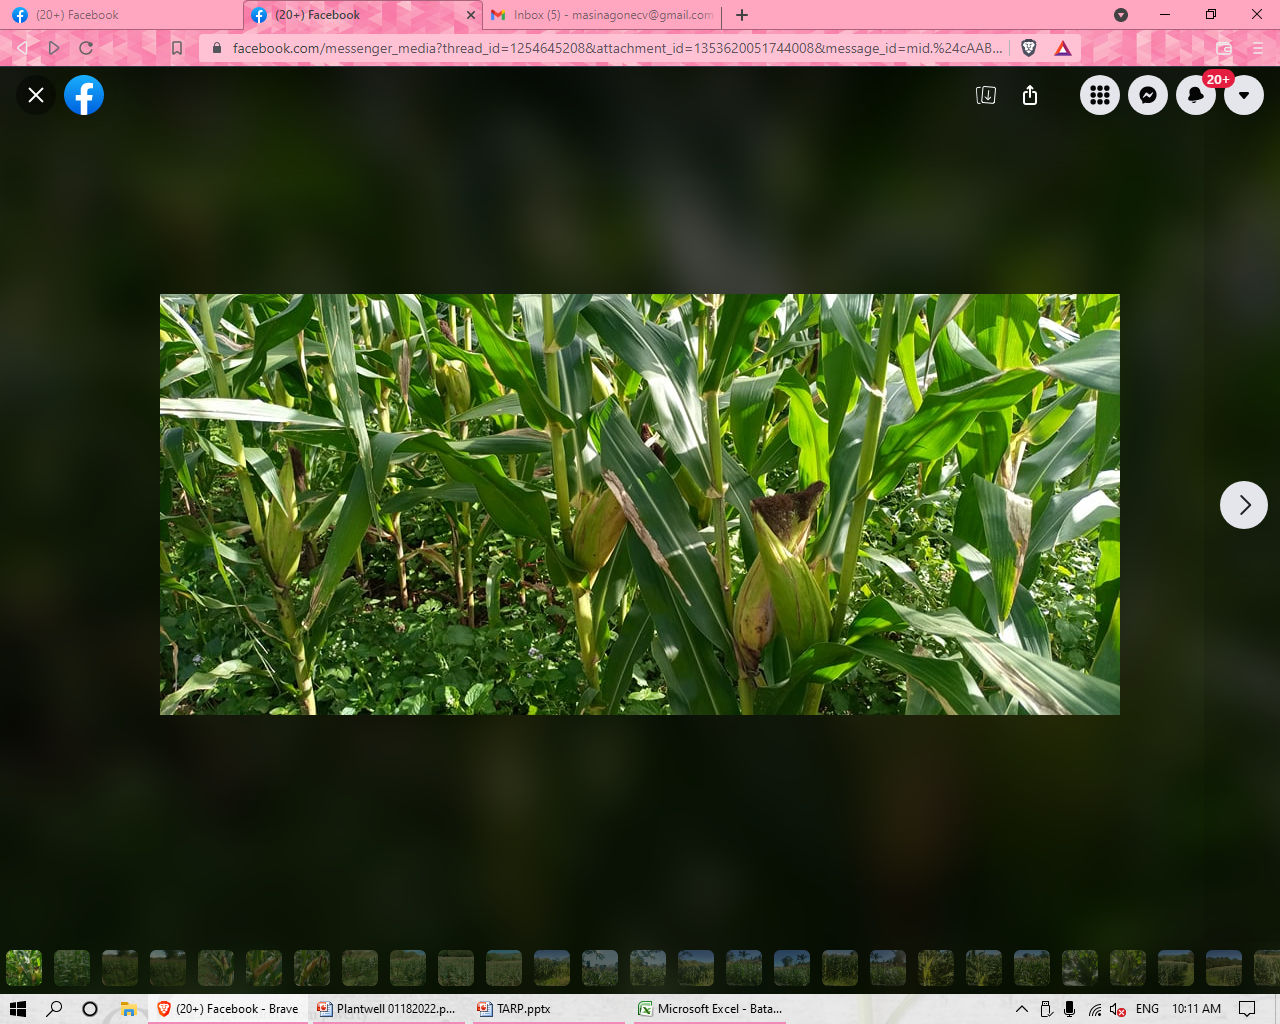 (20+) Facebook
(20+) Facebook
Inbox (5) - masinagonecv@gmail.com
facebook.com/messenger_media?thread_id=1254645208&attachment_id=1353620051744008&message_id=mid.%24cAAB...
20+
(20+) Facebook - Brave
Plantwell 01182022.p...
TARP.pptx
Microsoft Excel - Bata...
ENG
10:11 AM